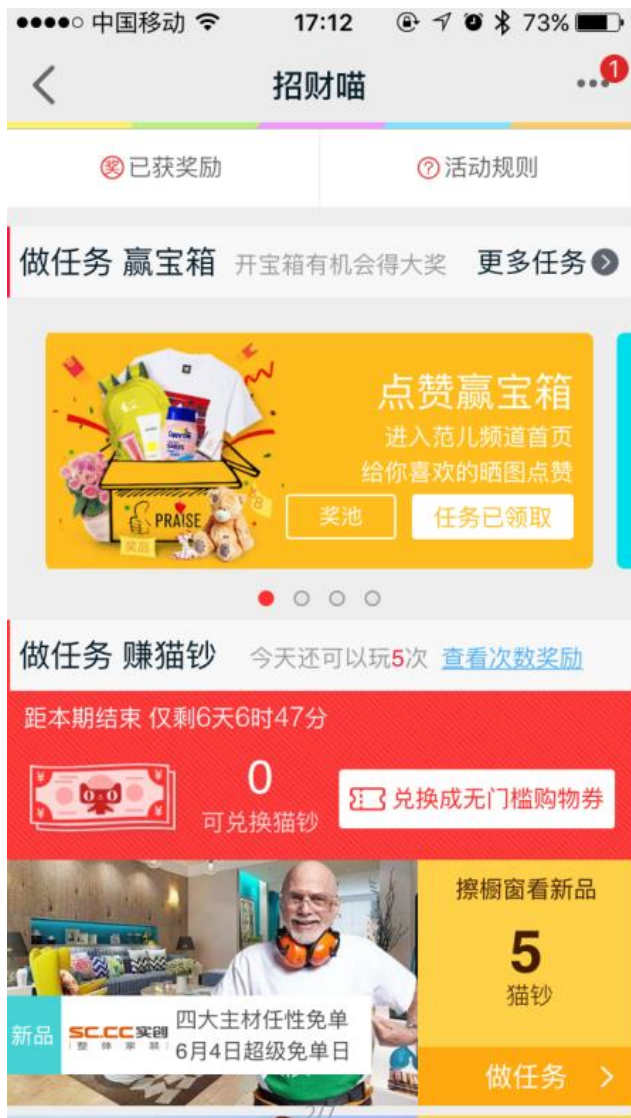 中国移动 17:12 73%
招财喵
1
已获奖励
活动规则
做任务 赢宝箱 开宝箱有机会得大奖 更多任务
点赞赢宝箱
进入范儿频道首页
给你喜欢的晒图点赞
奖池 任务已领取
PRAISE
奖品
做任务 赚猫钞 今天还可以玩5次 查看次数奖励
距本期结束 仅剩6天6时47分
0
可兑换猫钞
兑换成无门槛购物券
擦橱窗看新品
5
猫钞
做任务
新品
SC.CC实创
整体家装
四大主材任性免单
6月4日超级免单日